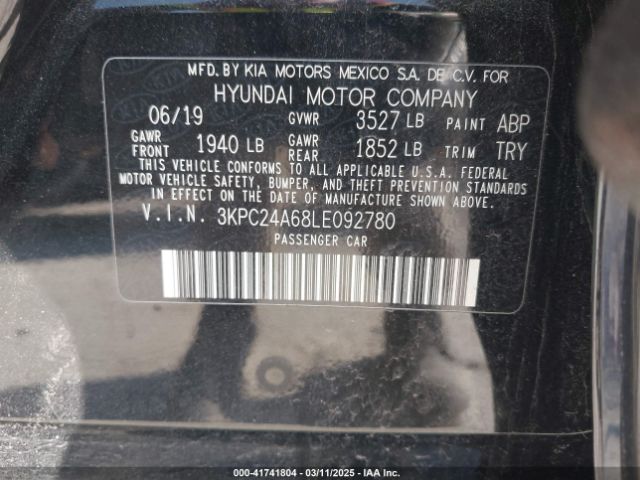 MFD. BY KIA MOTORS MEXICO S.A. DE C.V. FOR
HYUNDAI MOTOR COMPANY
06/19 GVWR 3527 LB PAINT ABP
GAWR FRONT 1940 LB GAWR REAR 1852 LB TRIM TRY
THIS VEHICLE CONFORMS TO ALL APPLICABLE U.S.A. FEDERAL
MOTOR VEHICLE SAFETY, BUMPER, AND THEFT PREVENTION STANDARDS
IN EFFECT ON THE DATE OF MANUFACTURE SHOWN ABOVE.
V.I.N. 3KPC24A68LE092780
PASSENGER CAR
000-41741804 - 03/11/2025 - IAA Inc.